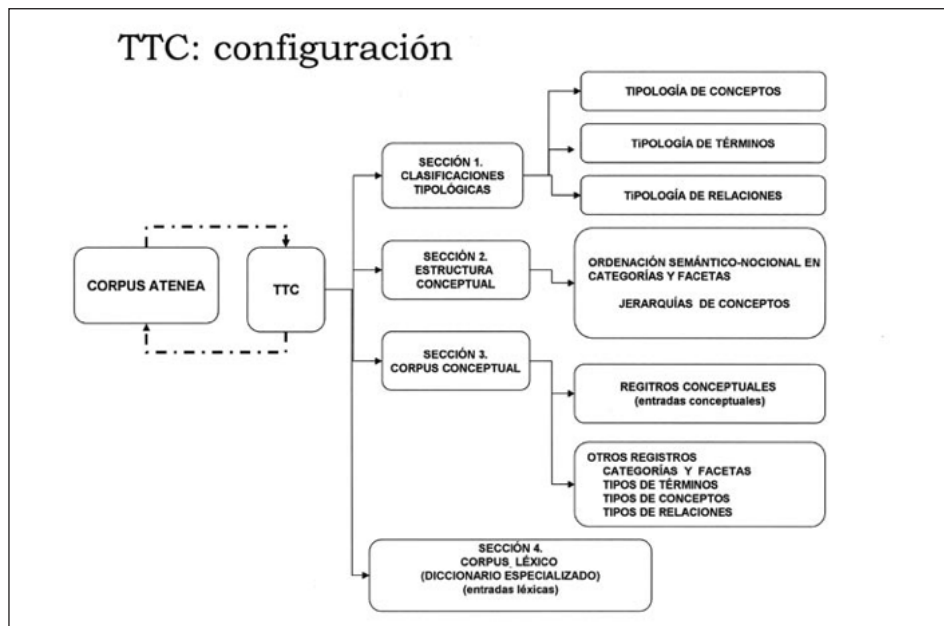 TTC: configuración
CORPUS ATENEA
TTC
SECCIÓN 1.
CLASIFICACIONES
TIPOLÓGICAS
TIPOLOGÍA DE CONCEPTOS
TiPOLOGÍA DE TÉRMINOS
TiPOLOGÍA DE RELACIONES
SECCIÓN 2.
ESTRUCTURA
CONCEPTUAL
ORDENACIÓN SEMÁNTICO-NOCIONAL EN
CATEGORÍAS Y FACETAS
JERARQUÍAS DE CONCEPTOS
SECCIÓN 3.
CORPUS CONCEPTUAL
REGITROS CONCEPTUALES
(entradas conceptuales)
OTROS REGISTROS
CATEGORÍAS Y FACETAS
TIPOS DE TÉRMINOS
TIPOS DE CONCEPTOS
TIPOS DE RELACIONES
SECCIÓN 4.
CORPUS LÉXICO
(DICCIONARIO ESPECIALIZADO)
(entradas léxicas)